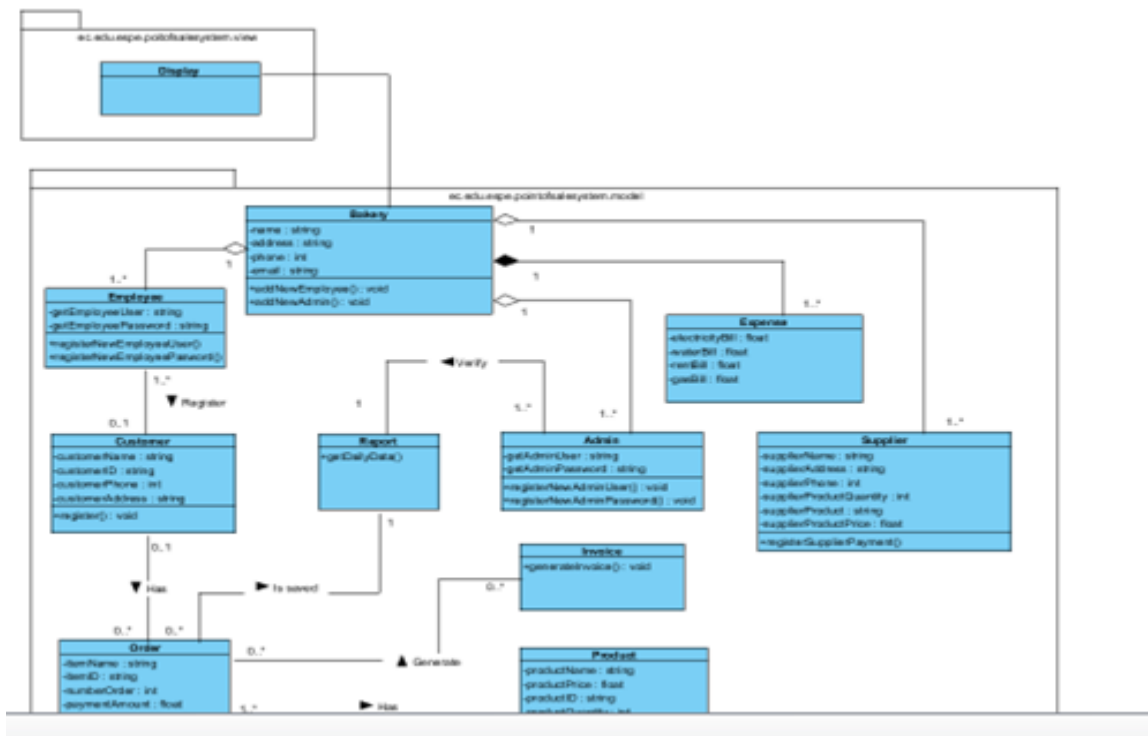 ec.edu.espe.poitofsalesystem.view
Display
ec.edu.espe.pointofsalesystem.model
Bakery
-name : string
-address : string
-phone : int
-email : string
+addNewEmployee() : void
+addNewAdmin() : void
1
1
1
1
1..*
Employee
-getEmployeeUser : string
-getEmployeePassword : string
+registerNewEmployeeUser()
+registerNewEmployeePasword()
1..*
Expense
-electricityBill : float
-waterBill : float
-rentBill : float
-gasBill : float
1..*
Register
0..1
Verify
1
1..*
1..*
1..*
Customer
-customerName : string
-customerID : string
-customerPhone : int
-customerAddress : string
+register() : void
Report
+getDailyData()
Admin
-getAdminUser : string
-getAdminPassword : string
+registerNewAdminUser() : void
+registerNewAdminPassword() : void
Supplier
-supplierName : string
-supplierAddress : string
-supplierPhone : int
-supplierProductQuantity : int
-supplierProduct : string
-supplierProductPrice : float
+registerSupplierPayment()
1
0..1
Invoice
+generateInvoice() : void
Has
Is saved
0..*
0..*
0..*
Order
-itemName : string
-itemID : string
-numberOrder : int
-paymentAmount : float
0..*
Generate
Product
-productName : string
-productPrice : float
-productID : string
-productQuantity : int
1..*
Has